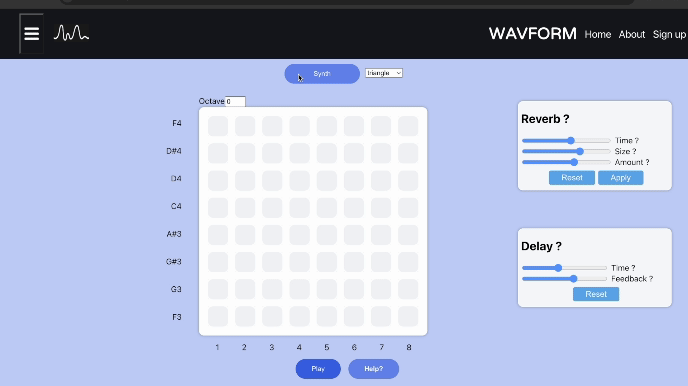 WAVFORM Home About Sign up
Synth triangle
Octave 0
F4
D#4
D4
C4
A#3
G#3
G3
F3
1 2 3 4 5 6 7 8
Play Help?
Reverb ?
Time ?
Size ?
Amount ?
Reset Apply
Delay ?
Time ?
Feedback ?
Reset